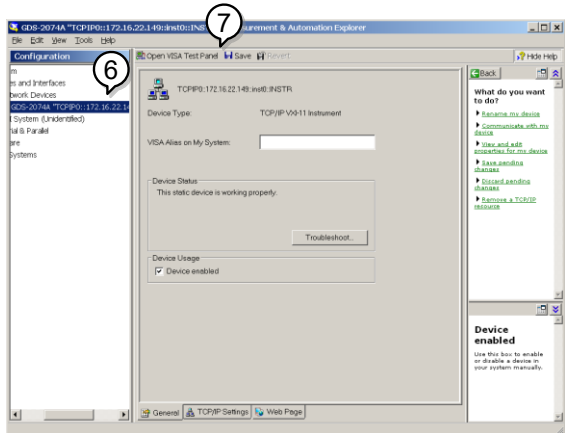 GDS-2074A "TCPIP0::172.16.22.149::inst0::INS
urement & Automation Explorer
7
File Edit View Tools Help
Configuration
6
m
es and Interfaces
twork Devices
GDS-2074A "TCPIP0::172.16.22.14
l System (Unidentified)
ial & Parallel
are
Systems
Open VISA Test Panel Save Revert
Hide Help
TCPIP0::172.16.22.149::inst0::INSTR
Device Type: TCP/IP VXI-11 Instrument
VISA Alias on My System:
Device Status
This static device is working properly.
Troubleshoot...
Device Usage
Device enabled
General TCP/IP Settings Web Page
Back
What do you want
to do?
Rename my device
Communicate with my
device
View and edit
properties for my device
Save pending
changes
Discard pending
changes
Remove a TCP/IP
resource
Device
enabled
Use this box to enable
or disable a device in
your system manually.